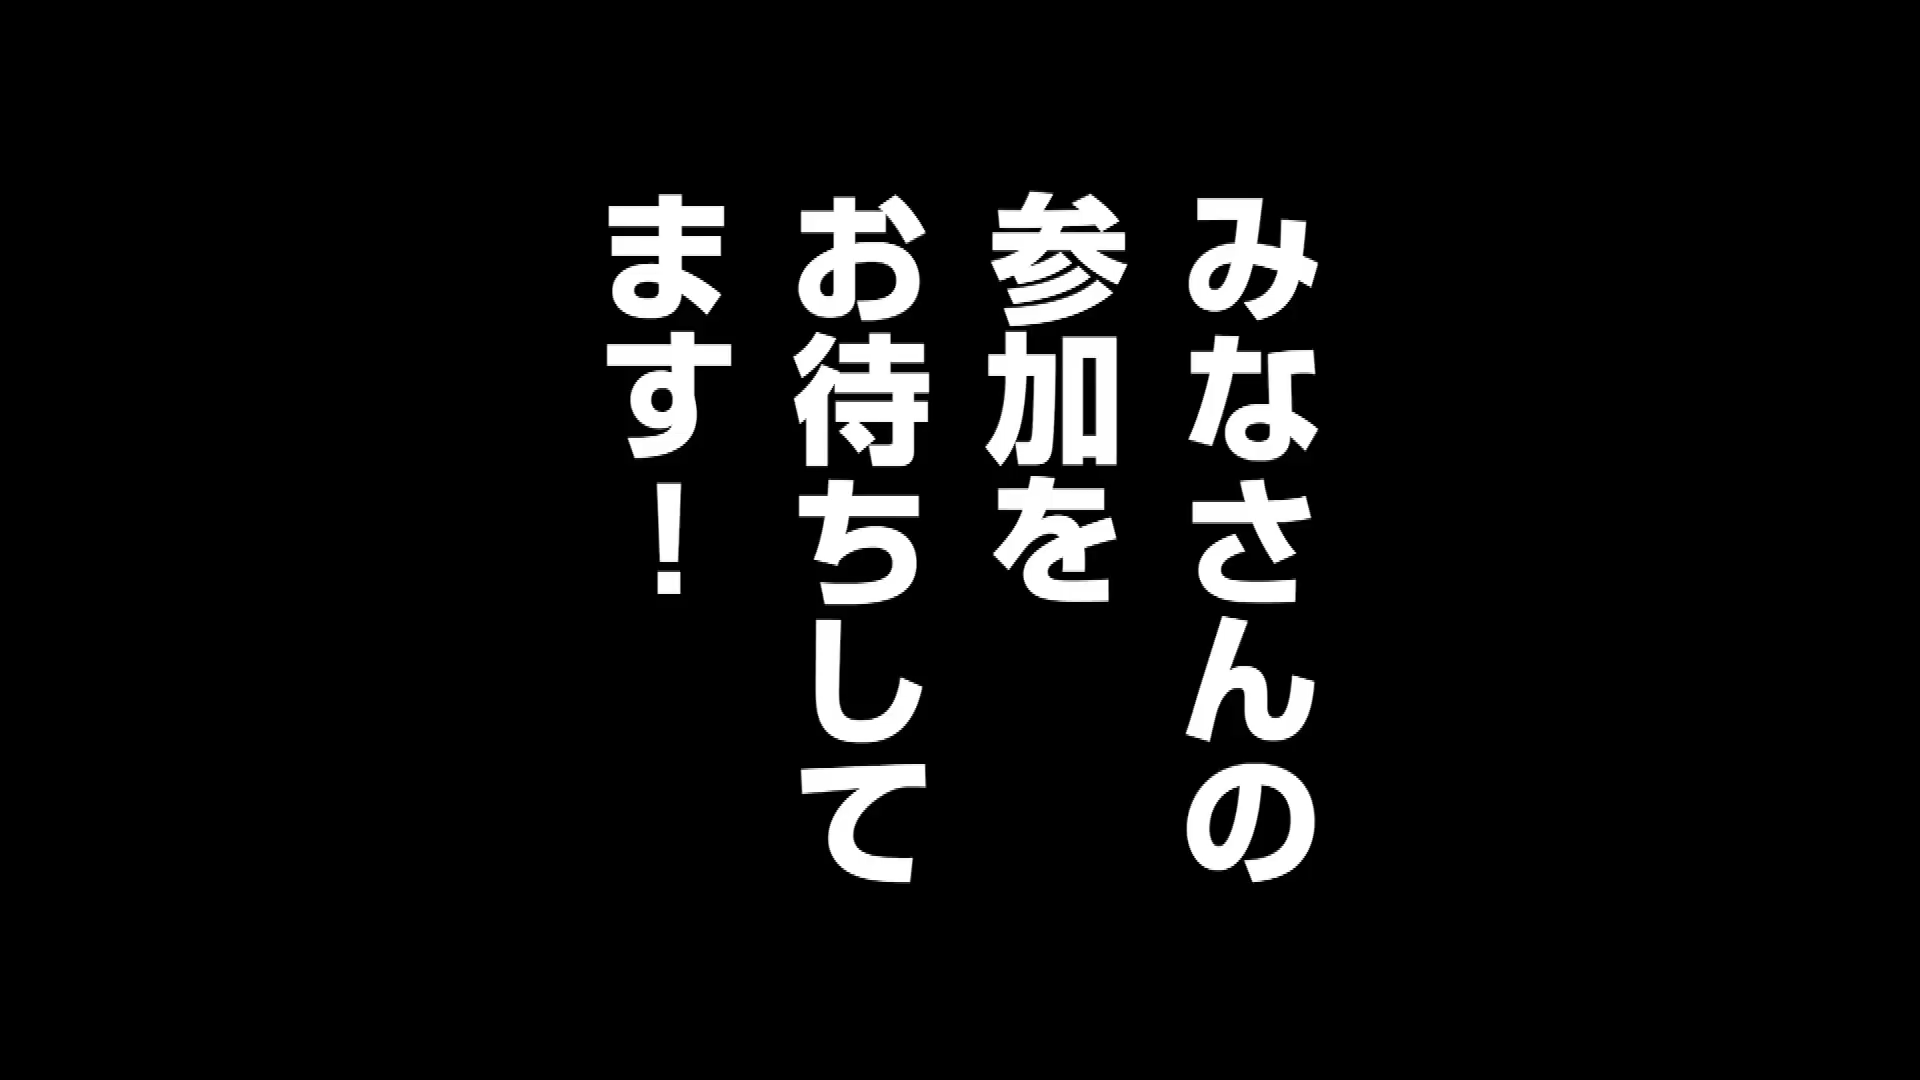 みなさんの
参加を
お待ちして
ます！